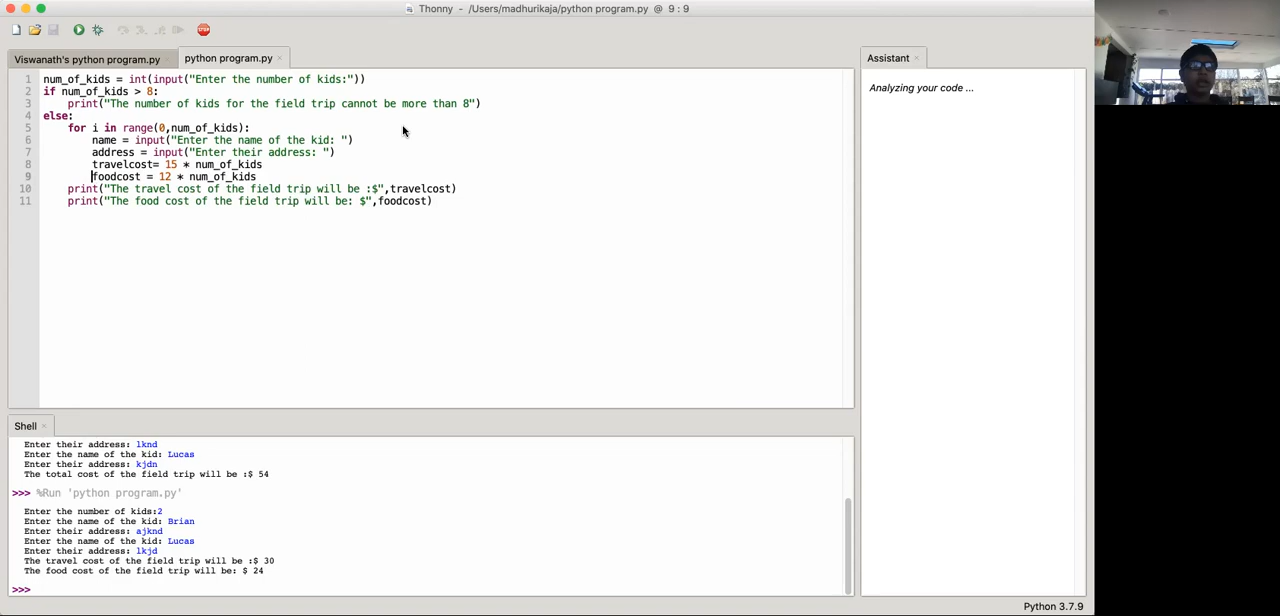 Thonny - /Users/madhurikaja/python program.py @ 9 : 9
Viswanath's python program.py
python program.py
1 num_of_kids = int(input("Enter the number of kids:"))
2 if num_of_kids > 8:
3 print("The number of kids for the field trip cannot be more than 8")
4 else:
5 for i in range(0,num_of_kids):
6 name = input("Enter the name of the kid: ")
7 address = input("Enter their address: ")
8 travelcost= 15 * num_of_kids
9 foodcost = 12 * num_of_kids
10 print("The travel cost of the field trip will be :$",travelcost)
11 print("The food cost of the field trip will be: $",foodcost)
Assistant
Analyzing your code ...
Shell
Enter their address: lknd
Enter the name of the kid: Lucas
Enter their address: kjdn
The total cost of the field trip will be :$ 54
>>> %Run 'python program.py'
Enter the number of kids:2
Enter the name of the kid: Brian
Enter their address: ajknd
Enter the name of the kid: Lucas
Enter their address: lkjd
The travel cost of the field trip will be :$ 30
The food cost of the field trip will be: $ 24
>>>
Python 3.7.9